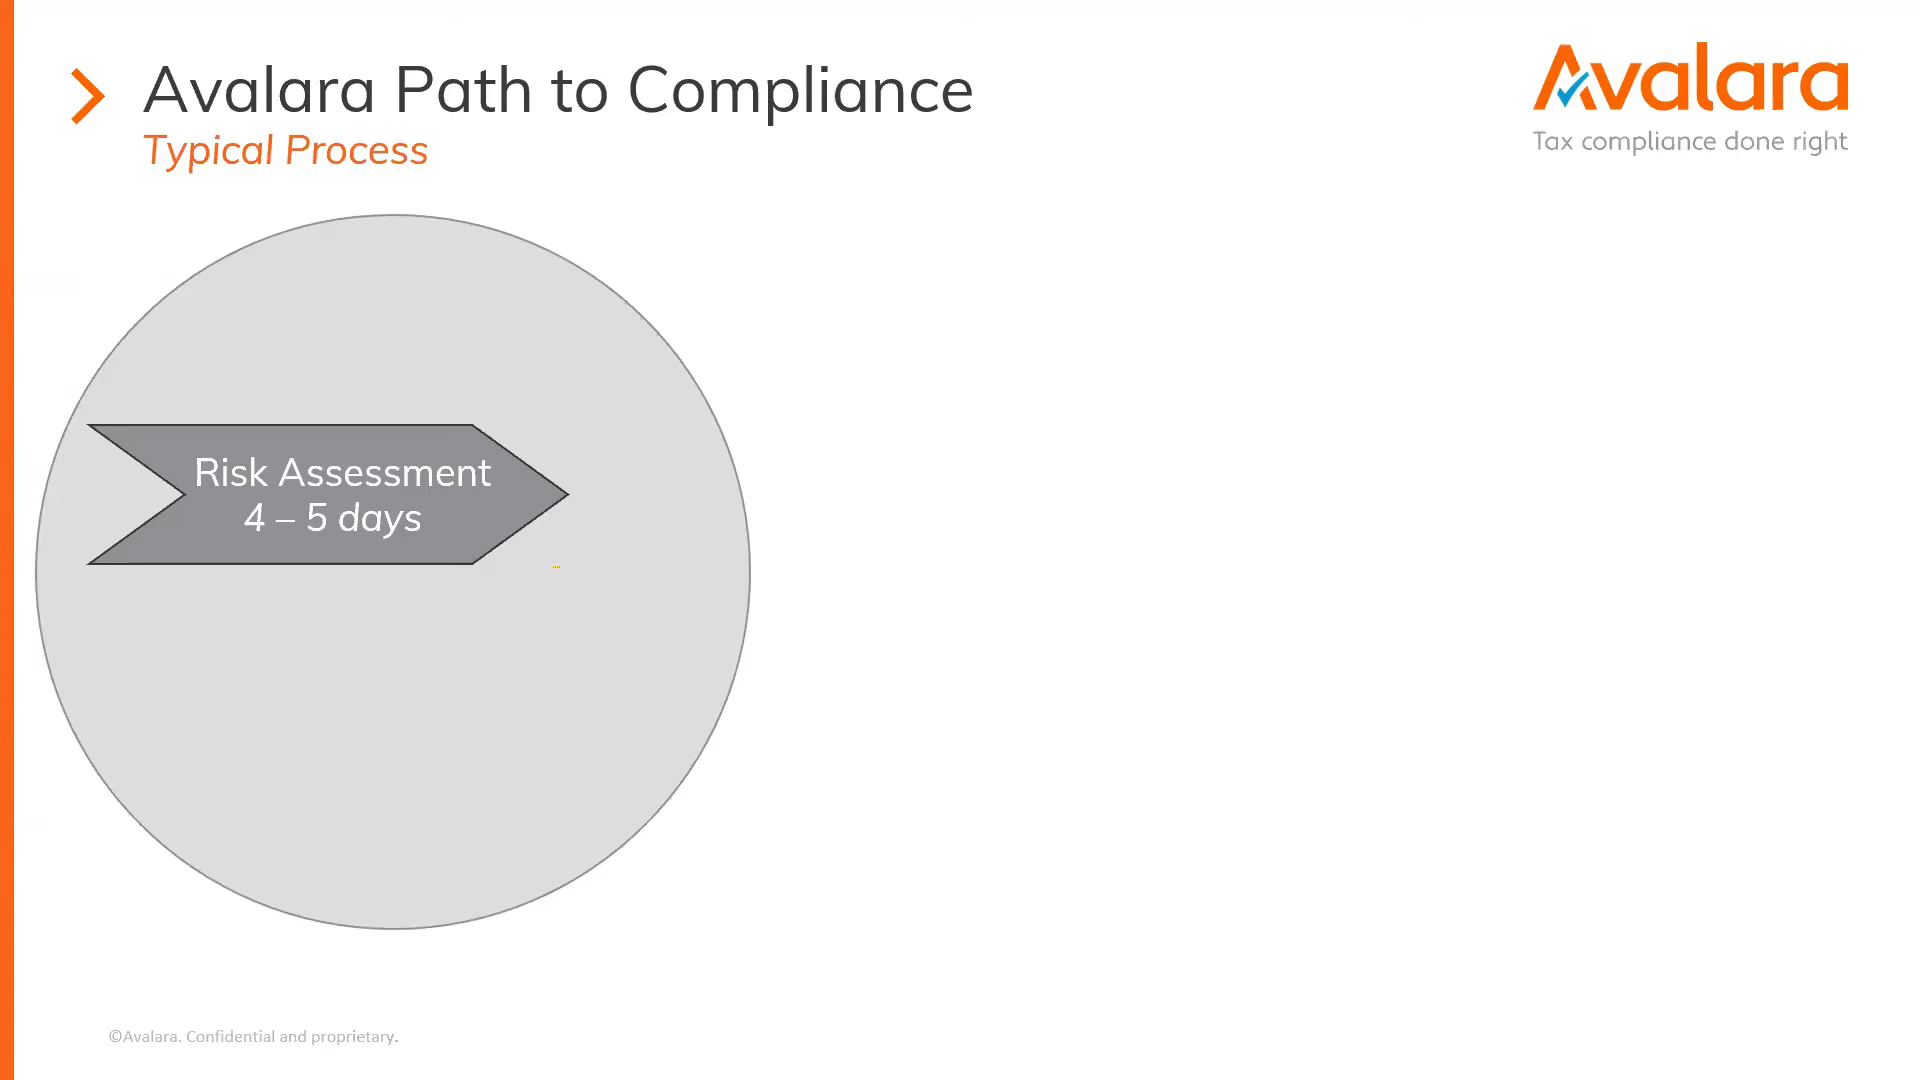 Avalara Path to Compliance
Typical Process
Avalara
Tax compliance done right
Risk Assessment
4 – 5 days
©Avalara. Confidential and proprietary.